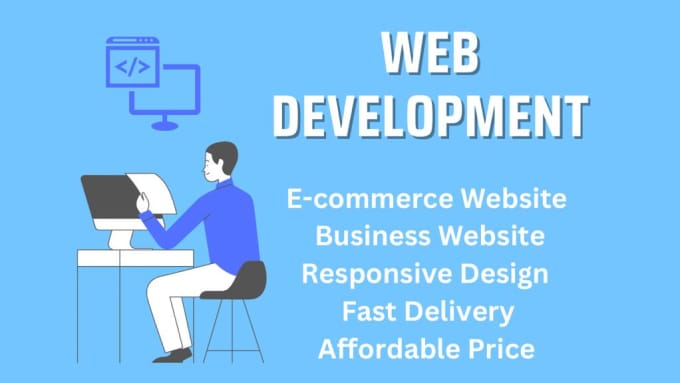 </>
WEB
DEVELOPMENT
E-commerce Website
Business Website
Responsive Design
Fast Delivery
Affordable Price